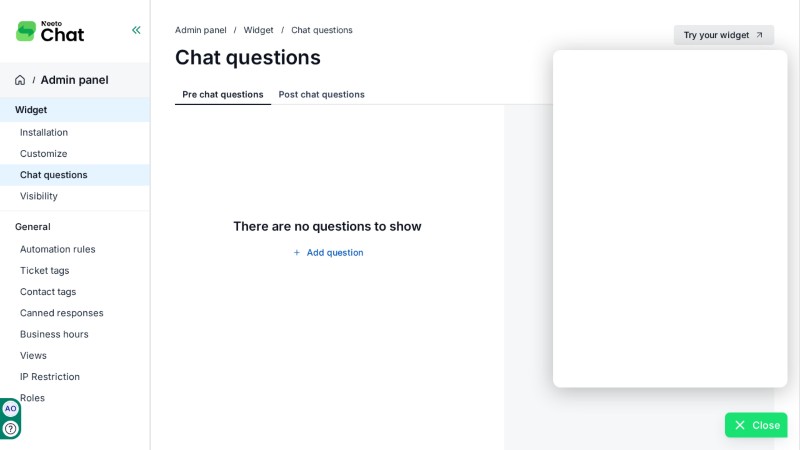 Neeto
Chat
Admin panel / Widget / Chat questions
Try your widget
Chat questions
/ Admin panel
Pre chat questions
Post chat questions
Widget
Installation
Customize
Chat questions
Visibility
General
There are no questions to show
+ Add question
Automation rules
Ticket tags
Contact tags
Canned responses
Business hours
Views
IP Restriction
Roles
AO
?
Close